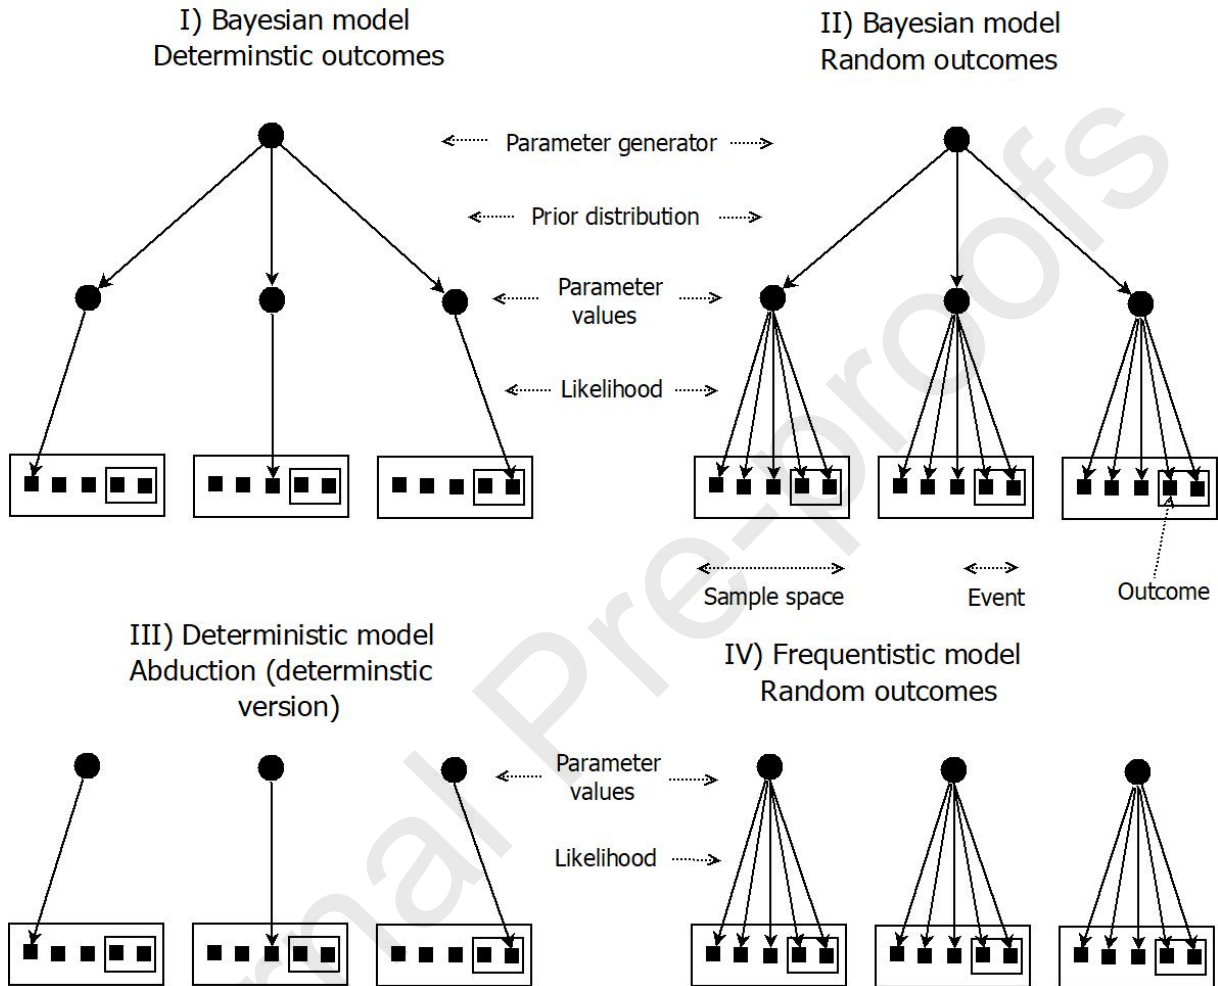 I) Bayesian model
Determinstic outcomes
II) Bayesian model
Random outcomes
Parameter generator
Prior distribution
Parameter
values
Likelihood
Sample space
Event
Outcome
III) Deterministic model
Abduction (determinstic
version)
IV) Frequentistic model
Random outcomes
Parameter
values
Likelihood
rnal Pre-proofs